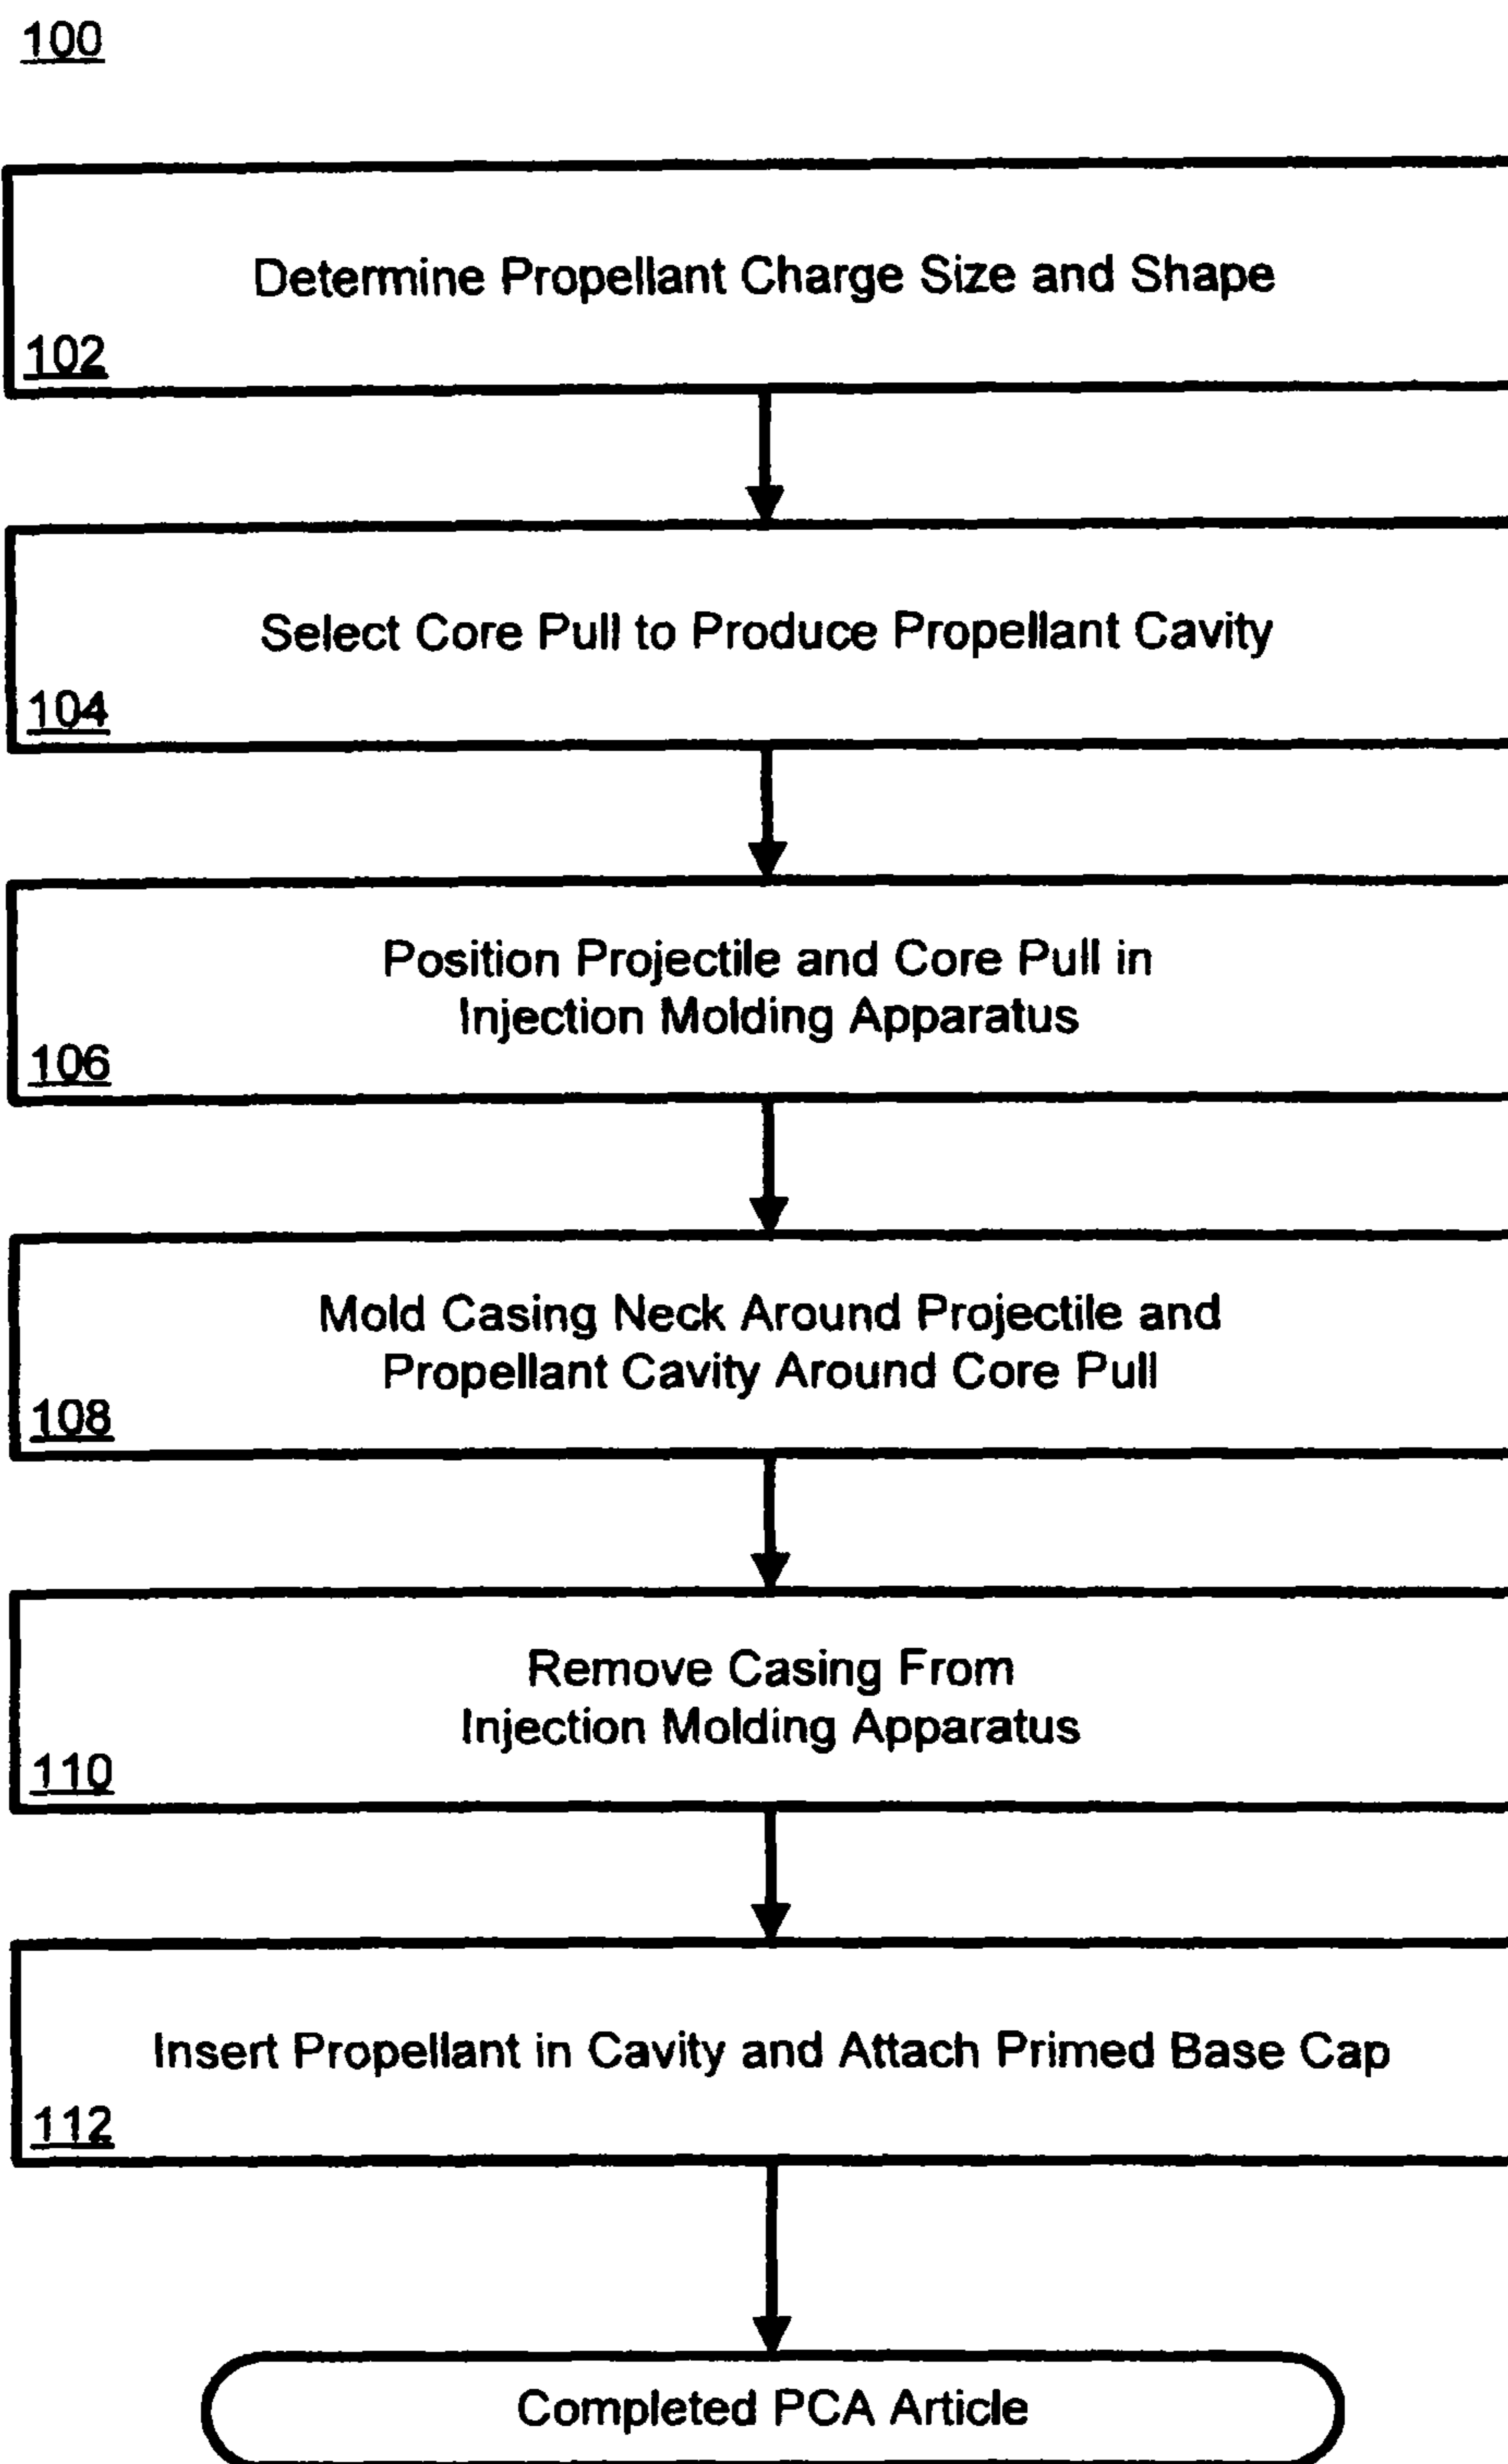 100
Determine Propellant Charge Size and Shape
102
Select Core Pull to Produce Propellant Cavity
104
Position Projectile and Core Pull in
Injection Molding Apparatus
106
Mold Casing Neck Around Projectile and
Propellant Cavity Around Core Pull
108
Remove Casing From
Injection Molding Apparatus
110
Insert Propellant in Cavity and Attach Primed Base Cap
112
Completed PCA Article